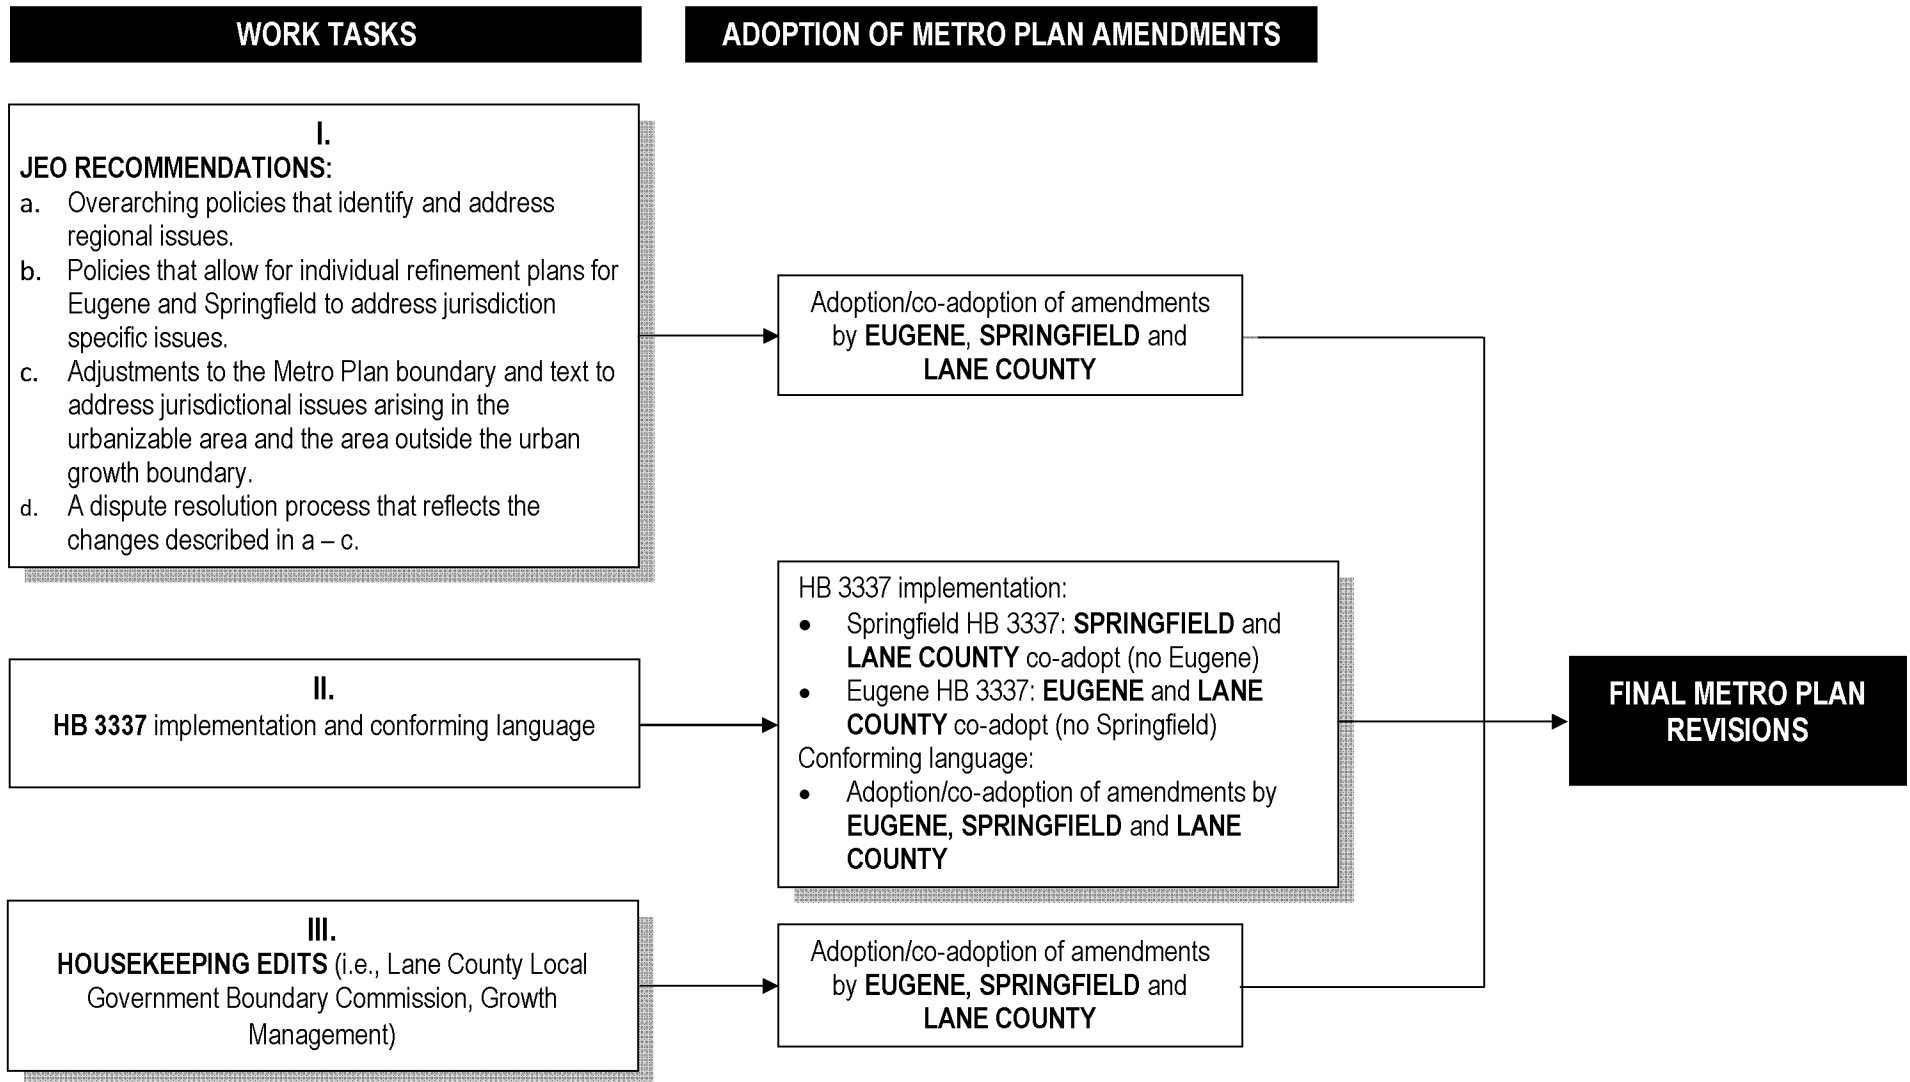 WORK TASKS
ADOPTION OF METRO PLAN AMENDMENTS
I.
JEO RECOMMENDATIONS:
a. Overarching policies that identify and address
regional issues.
b. Policies that allow for individual refinement plans for
Eugene and Springfield to address jurisdiction
specific issues.
c. Adjustments to the Metro Plan boundary and text to
address jurisdictional issues arising in the
urbanizable area and the area outside the urban
growth boundary.
d. A dispute resolution process that reflects the
changes described in a – c.
Adoption/co-adoption of amendments
by EUGENE, SPRINGFIELD and
LANE COUNTY
II.
HB 3337 implementation and conforming language
HB 3337 implementation:
• Springfield HB 3337: SPRINGFIELD and
LANE COUNTY co-adopt (no Eugene)
• Eugene HB 3337: EUGENE and LANE
COUNTY co-adopt (no Springfield)
Conforming language:
• Adoption/co-adoption of amendments by
EUGENE, SPRINGFIELD and LANE
COUNTY
FINAL METRO PLAN
REVISIONS
III.
HOUSEKEEPING EDITS (i.e., Lane County Local
Government Boundary Commission, Growth
Management)
Adoption/co-adoption of amendments
by EUGENE, SPRINGFIELD and
LANE COUNTY